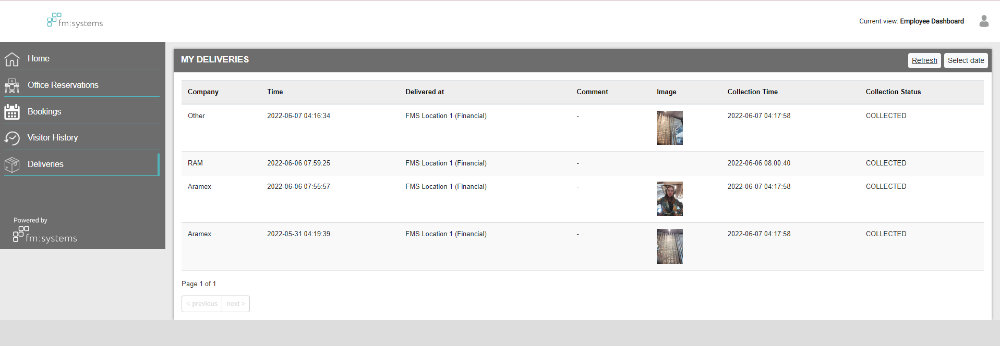 fm:systems
Current view: Employee Dashboard
Home
Office Reservations
Bookings
Visitor History
Deliveries
Powered by
fm:systems
MY DELIVERIES
Refresh
Select date
Company Time Delivered at Comment Image Collection Time Collection Status
Other 2022-06-07 04:16:34 FMS Location 1 (Financial) - 2022-06-07 04:17:58 COLLECTED
RAM 2022-06-06 07:59:25 FMS Location 1 (Financial) - 2022-06-06 08:00:40 COLLECTED
Aramex 2022-06-06 07:55:57 FMS Location 1 (Financial) - 2022-06-07 04:17:58 COLLECTED
Aramex 2022-05-31 04:19:39 FMS Location 1 (Financial) - 2022-06-07 04:17:58 COLLECTED
Page 1 of 1
< previous next >